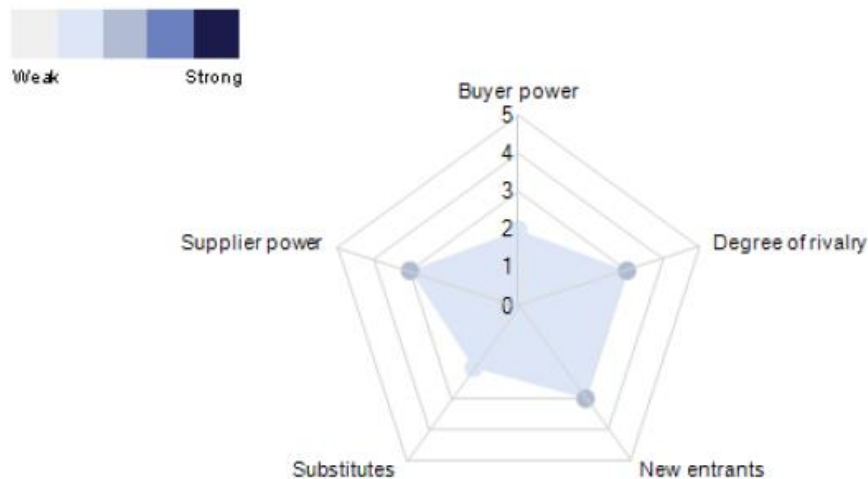 Weak Strong
Buyer power
5
4
3
2
1
0
Supplier power
Degree of rivalry
Substitutes
New entrants